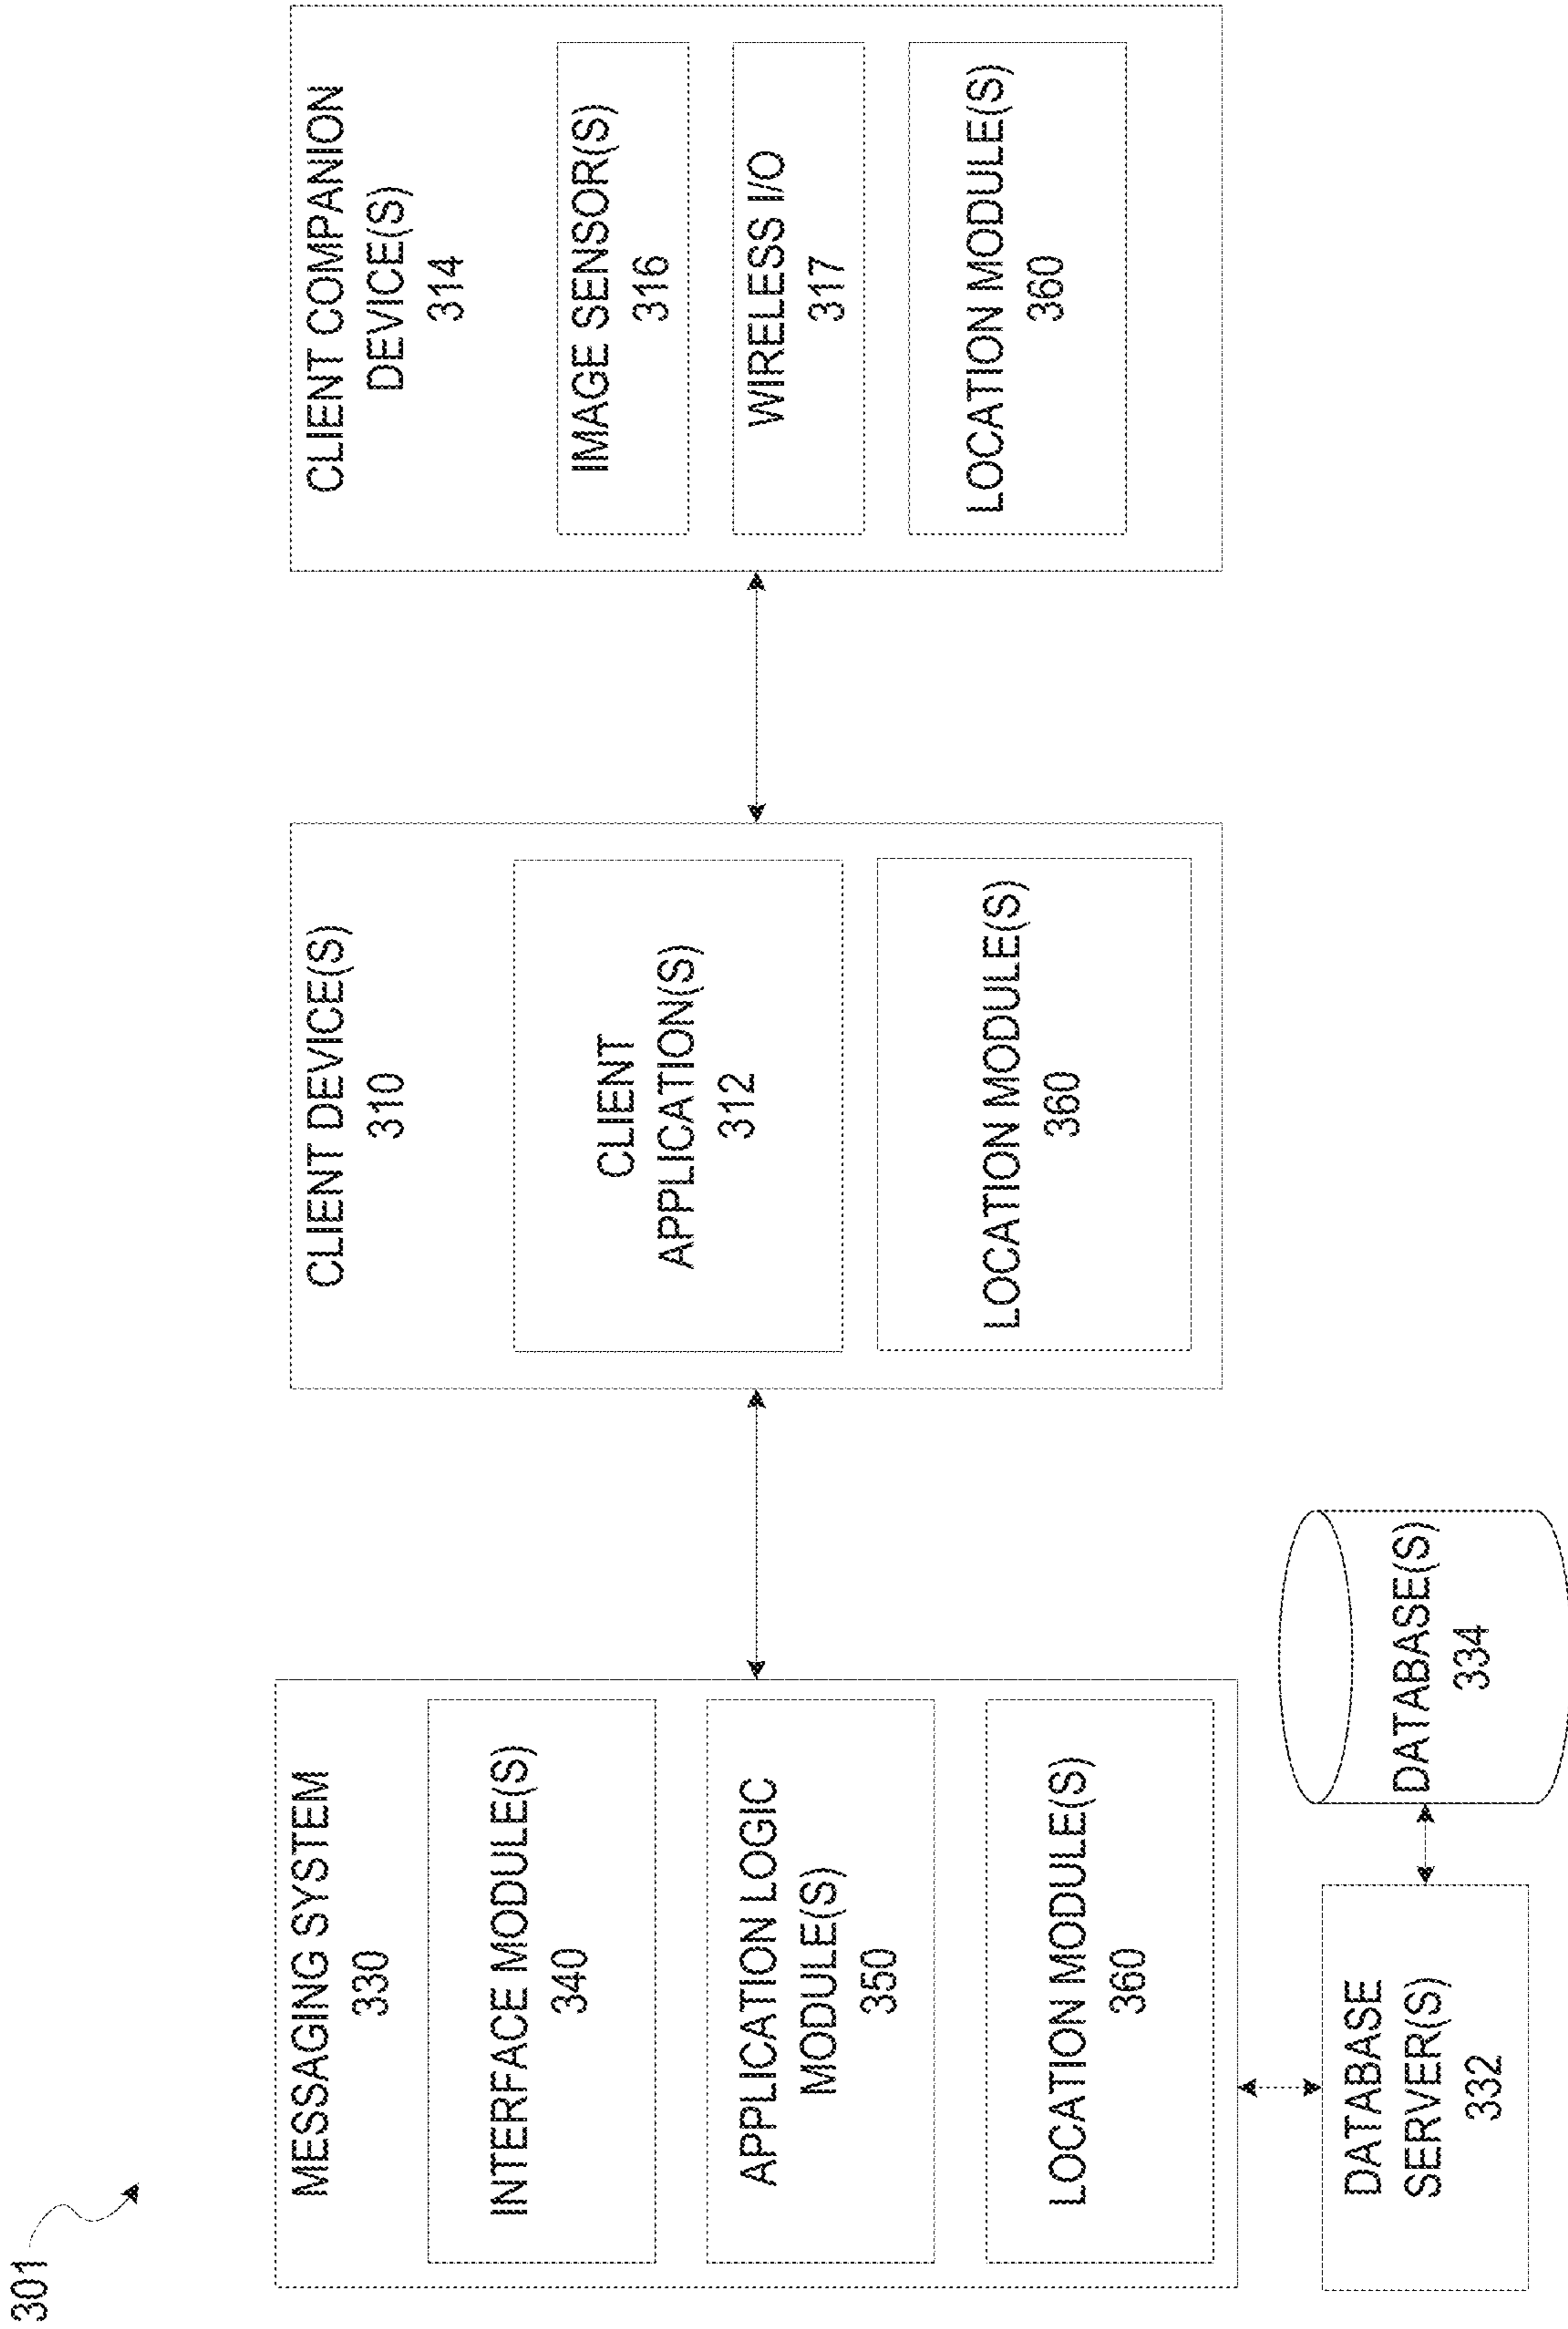 301
MESSAGING SYSTEM
330
INTERFACE MODULE(S)
340
APPLICATION LOGIC
MODULE(S)
350
LOCATION MODULE(S)
360
DATABASE
SERVER(S)
332
DATABASE(S)
334
CLIENT DEVICE(S)
310
CLIENT
APPLICATION(S)
312
LOCATION MODULE(S)
360
CLIENT COMPANION
DEVICE(S)
314
IMAGE SENSOR(S)
316
WIRELESS I/O
317
LOCATION MODULE(S)
360